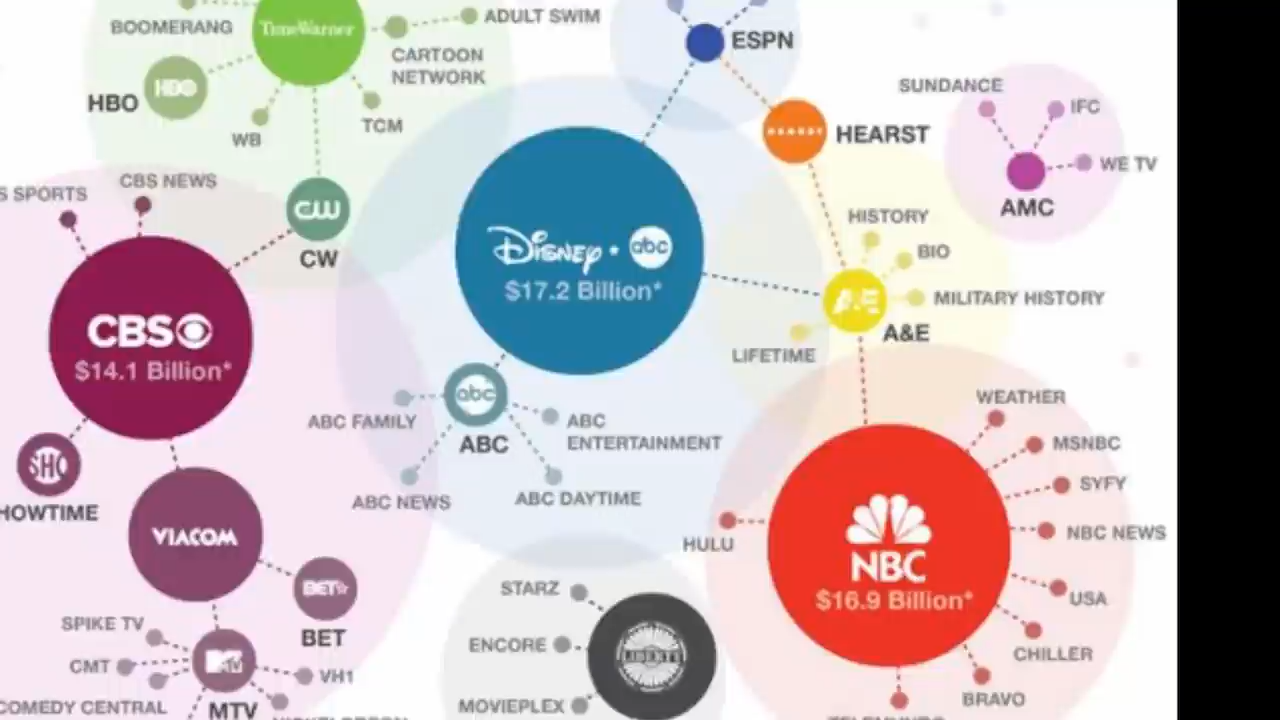 BOOMERANG
TimeWarner
ADULT SWIM
CARTOON
NETWORK
HBO
HBO
WB
TCM
ESPN
HEARST
HEARST
SUNDANCE
IFC
WE TV
AMC
S SPORTS
CBS NEWS
CW
CW
DISNEY • abc
$17.2 Billion*
HISTORY
BIO
MILITARY HISTORY
A&E
A&E
LIFETIME
CBS
$14.1 Billion*
abc
ABC FAMILY
ABC
ABC
ENTERTAINMENT
ABC NEWS
ABC DAYTIME
WEATHER
MSNBC
SYFY
NBC NEWS
USA
CHILLER
BRAVO
NBC
$16.9 Billion*
HULU
SHO
HOWTIME
VIACOM
BET
BET
SPIKE TV
CMT
COMEDY CENTRAL
MTV
MTV
VH1
STARZ
ENCORE
MOVIEPLEX
LIBERTY